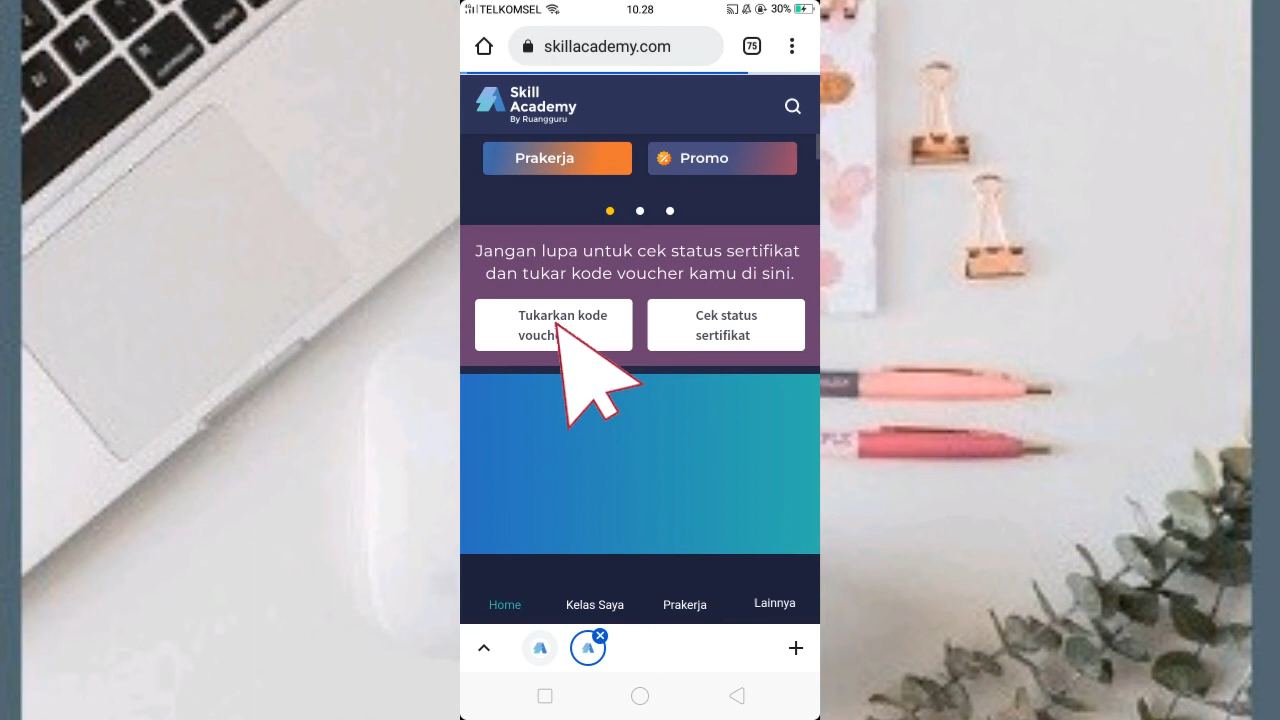 TELKOMSEL 10.28 30%
skillacademy.com 75
Skill
Academy
By Ruangguru
Prakerja Promo
Jangan lupa untuk cek status sertifikat
dan tukar kode voucher kamu di sini.
Tukarkan kode
Cek status
sertifikat
Home Kelas Saya Prakerja Lainnya